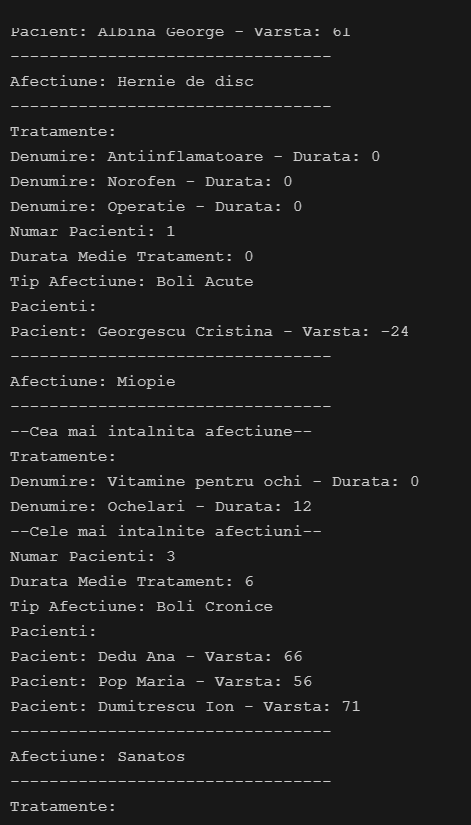 Pacient: Albina George - Varsta: 61
---------------------------------
Afectiune: Hernie de disc
---------------------------------
Tratamente:
Denumire: Antiinflamatoare - Durata: 0
Denumire: Norofen - Durata: 0
Denumire: Operatie - Durata: 0
Numar Pacienti: 1
Durata Medie Tratament: 0
Tip Afectiune: Boli Acute
Pacienti:
Pacient: Georgescu Cristina - Varsta: -24
---------------------------------
Afectiune: Miopie
---------------------------------
--Cea mai intalnita afectiune--
Tratamente:
Denumire: Vitamine pentru ochi - Durata: 0
Denumire: Ochelari - Durata: 12
--Cele mai intalnite afectiuni--
Numar Pacienti: 3
Durata Medie Tratament: 6
Tip Afectiune: Boli Cronice
Pacienti:
Pacient: Dedu Ana - Varsta: 66
Pacient: Pop Maria - Varsta: 56
Pacient: Dumitrescu Ion - Varsta: 71
---------------------------------
Afectiune: Sanatos
---------------------------------
Tratamente: